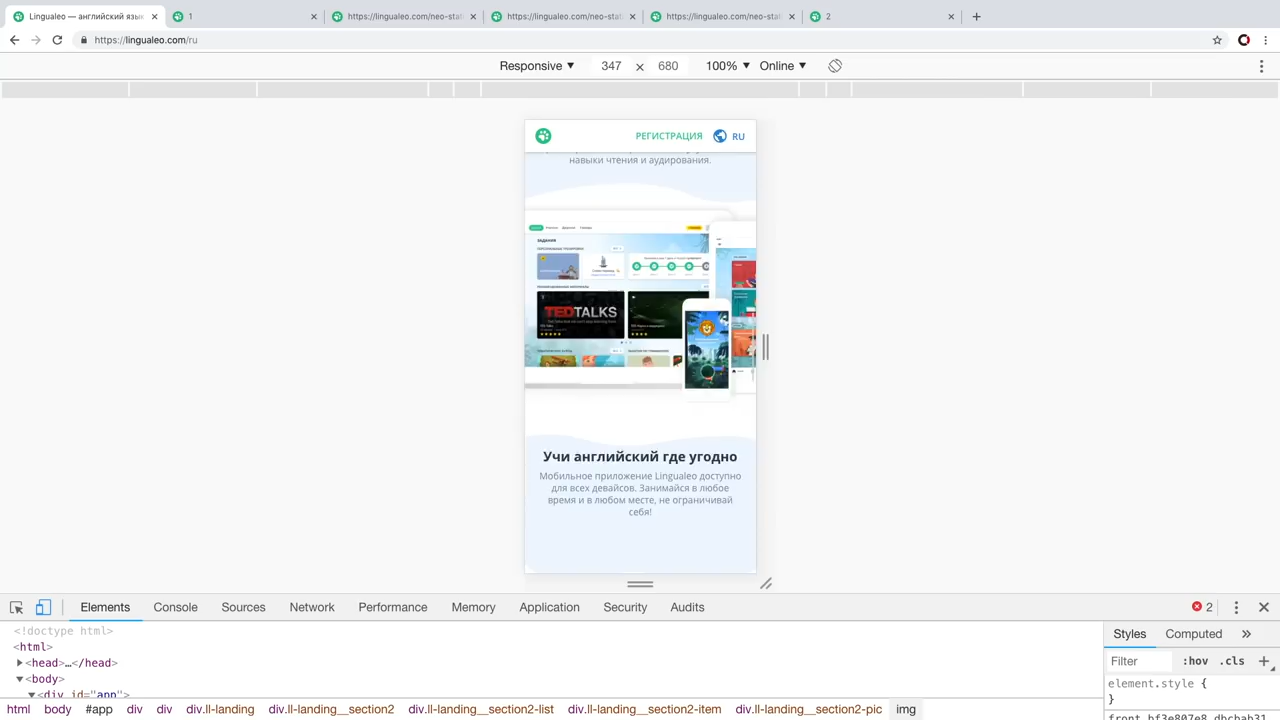 Lingualeo — английский язы
1
https://lingualeo.com/neo-stat
https://lingualeo.com/neo-stat
https://lingualeo.com/neo-stat
2
https://lingualeo.com/ru
Responsive ▼ 347 × 680 100% ▼ Online ▼
РЕГИСТРАЦИЯ RU
навыки чтения и аудирования.
ЗАДАНИЯ
TEDTALKS
Учи английский где угодно
Мобильное приложение Lingualeo доступно
для всех девайсов. Занимайся в любое
время и в любом месте, не ограничивай
себя!
Elements Console Sources Network Performance Memory Application Security Audits 2
<!doctype html>
<html>
<head>…</head>
<body>
<div id="app">
html body #app div div div.ll-landing div.ll-landing__section2 div.ll-landing__section2-list div.ll-landing__section2-item div.ll-landing__section2-pic img
Styles Computed »
Filter :hov .cls +
element.style {
}